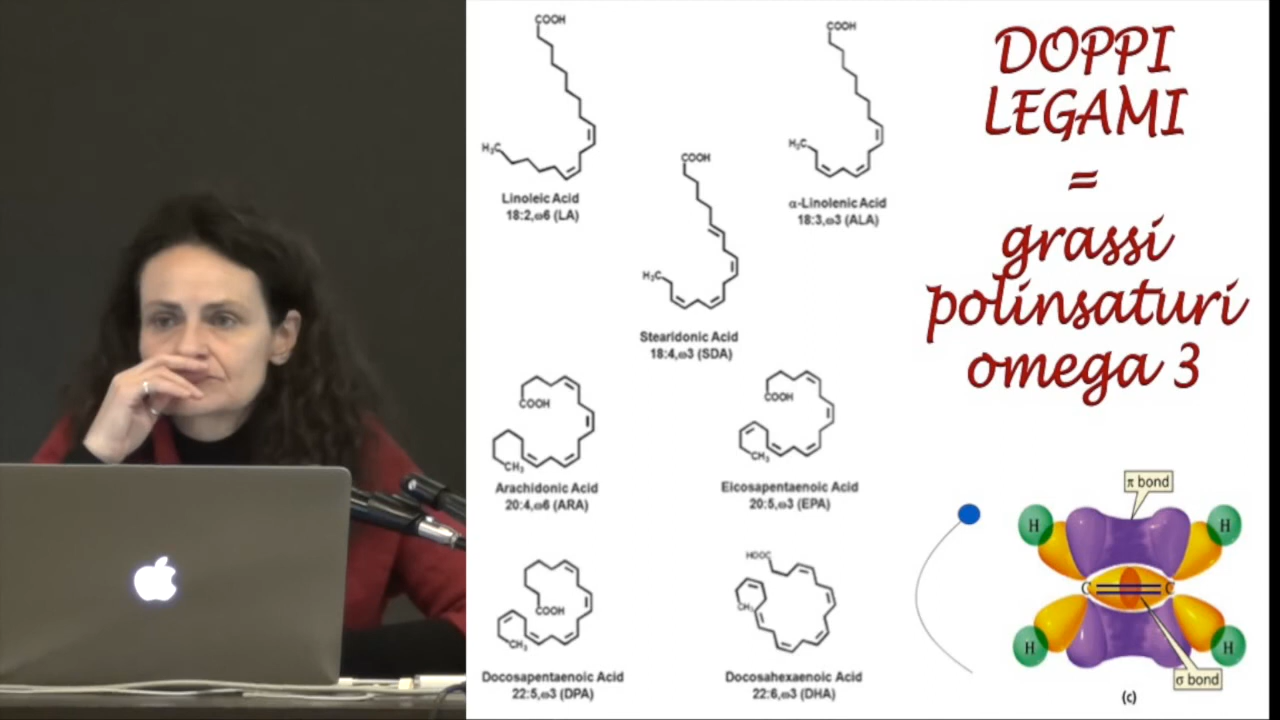 COOH
H₃C
Linoleic Acid
18:2,ω6 (LA)
COOH
H₃C
α-Linolenic Acid
18:3,ω3 (ALA)
COOH
H₃C
Stearidonic Acid
18:4,ω3 (SDA)
COOH
CH₃
Arachidonic Acid
20:4,ω6 (ARA)
COOH
CH₃
Eicosapentaenoic Acid
20:5,ω3 (EPA)
COOH
CH₃
Docosapentaenoic Acid
22:5,ω3 (DPA)
HOOC
CH₃
Docosahexaenoic Acid
22:6,ω3 (DHA)
DOPPI
LEGAMI
=
grassi
polinsaturi
omega 3
π bond
H
H
C
C
H
H
σ bond
(c)